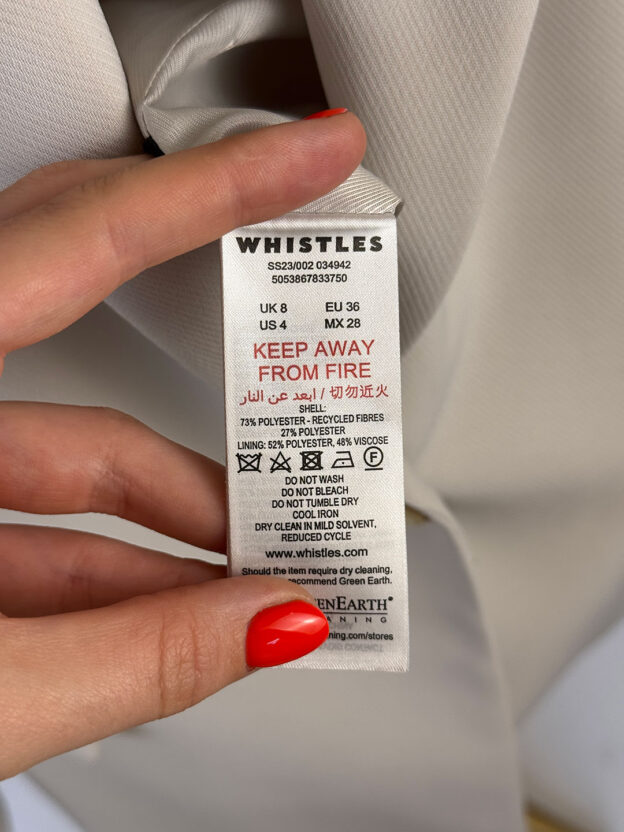 WHISTLES
SS23/002 034942
5053867833750
UK 8 EU 36
US 4 MX 28
KEEP AWAY
FROM FIRE
ابعد عن النار / 切勿近火
SHELL:
73% POLYESTER - RECYCLED FIBRES
27% POLYESTER
LINING: 52% POLYESTER, 48% VISCOSE
F
DO NOT WASH
DO NOT BLEACH
DO NOT TUMBLE DRY
COOL IRON
DRY CLEAN IN MILD SOLVENT,
REDUCED CYCLE
www.whistles.com
Should the item require dry cleaning,
recommend Green Earth.